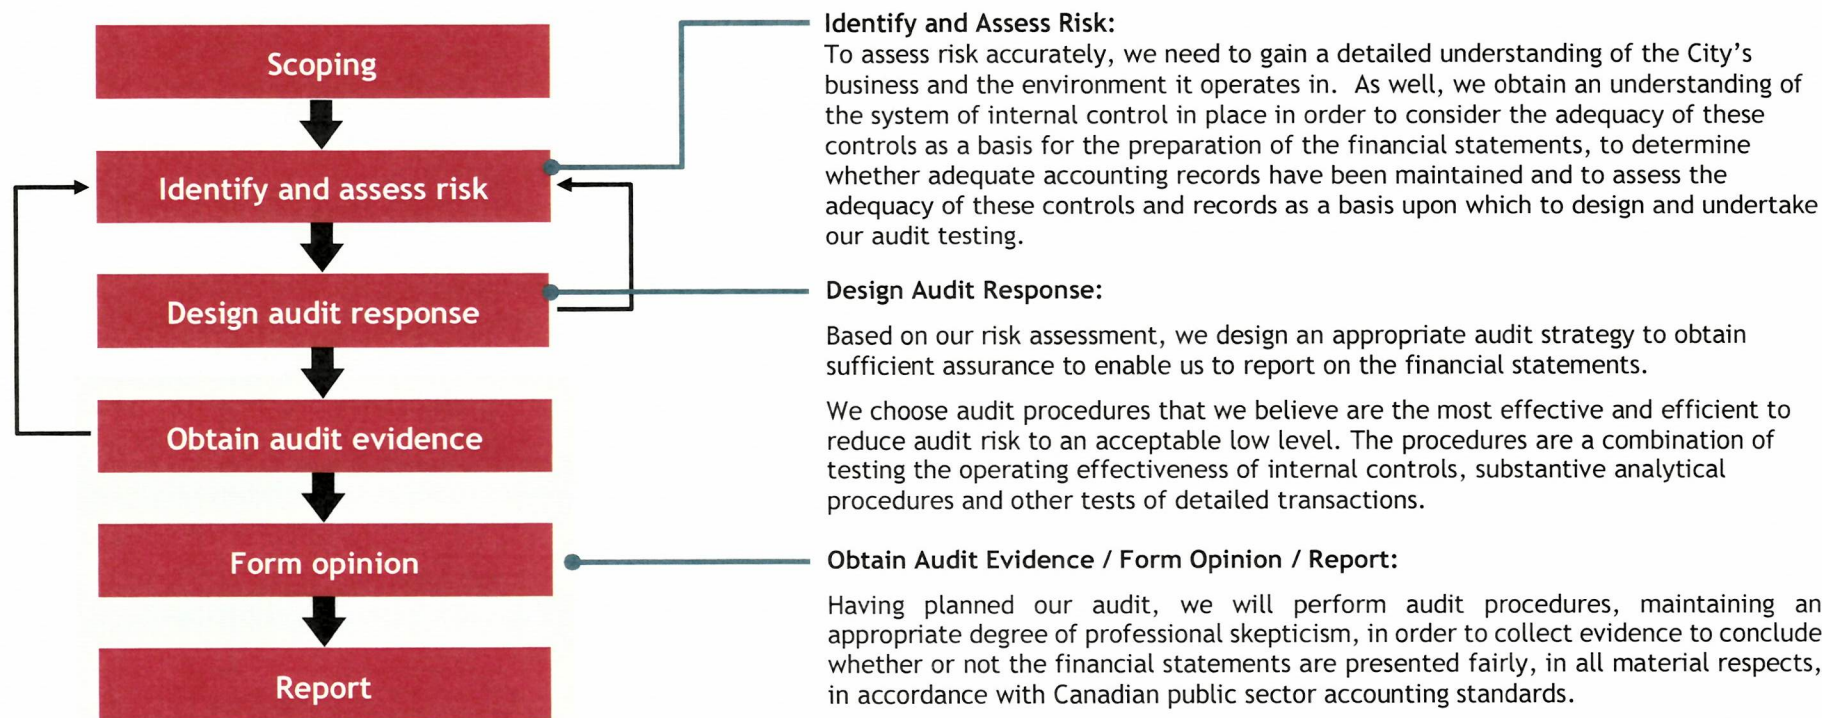 Scoping
Identify and assess risk
Design audit response
Obtain audit evidence
Form opinion
Report
Identify and Assess Risk:
To assess risk accurately, we need to gain a detailed understanding of the City's
business and the environment it operates in.  As well, we obtain an understanding of
the system of internal control in place in order to consider the adequacy of these
controls as a basis for the preparation of the financial statements, to determine
whether adequate accounting records have been maintained and to assess the
adequacy of these controls and records as a basis upon which to design and undertake
our audit testing.
Design Audit Response:
Based on our risk assessment, we design an appropriate audit strategy to obtain
sufficient assurance to enable us to report on the financial statements.
We choose audit procedures that we believe are the most effective and efficient to
reduce audit risk to an acceptable low level. The procedures are a combination of
testing the operating effectiveness of internal controls, substantive analytical
procedures and other tests of detailed transactions.
Obtain Audit Evidence / Form Opinion / Report:
Having planned our audit, we will perform audit procedures, maintaining an
appropriate degree of professional skepticism, in order to collect evidence to conclude
whether or not the financial statements are presented fairly, in all material respects,
in accordance with Canadian public sector accounting standards.